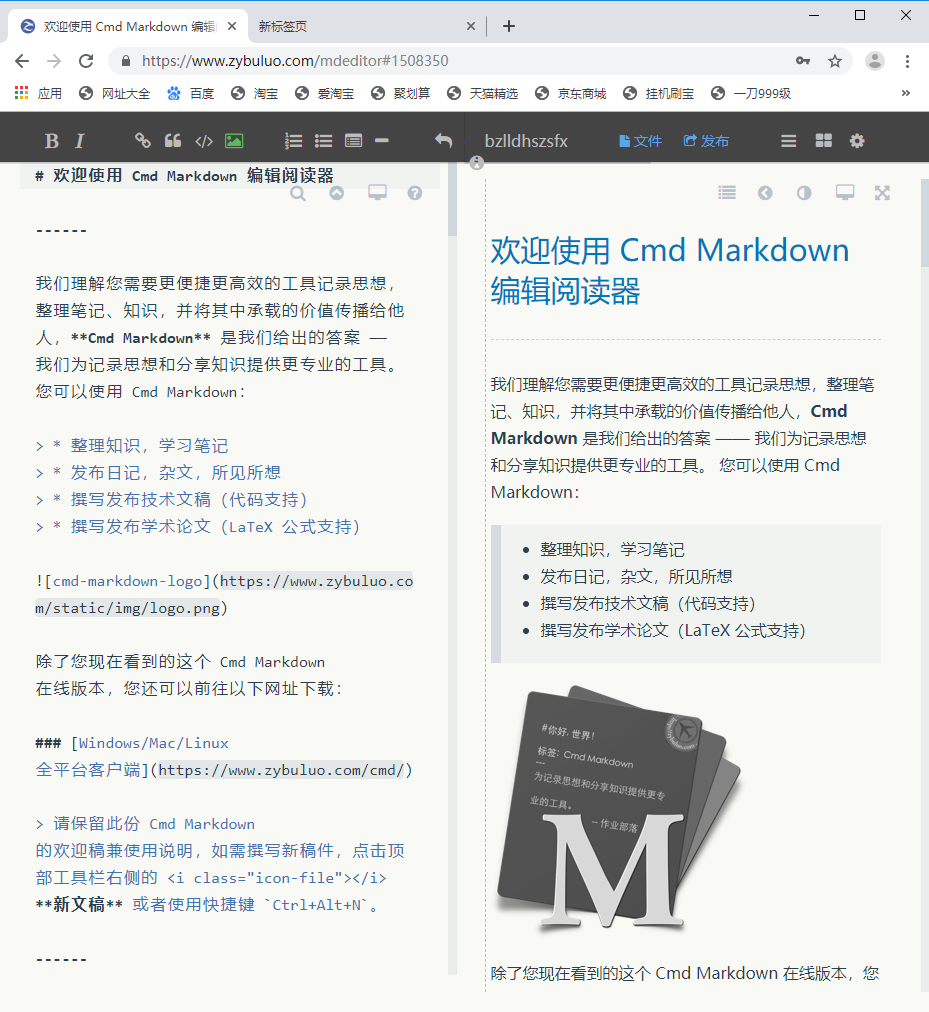 欢迎使用 Cmd Markdown 编辑
新标签页
https://www.zybuluo.com/mdeditor#1508350
应用 网址大全 百度 淘宝 爱淘宝 聚划算 天猫精选 京东商城 挂机刷宝 一刀999级 »
B I bzlldhszsfx 文件 发布
# 欢迎使用 Cmd Markdown 编辑阅读器
------
我们理解您需要更便捷更高效的工具记录思想，
整理笔记、知识，并将其中承载的价值传播给他
人，**Cmd Markdown** 是我们给出的答案 —
我们为记录思想和分享知识提供更专业的工具。
您可以使用 Cmd Markdown：
> * 整理知识，学习笔记
> * 发布日记，杂文，所见所想
> * 撰写发布技术文稿（代码支持）
> * 撰写发布学术论文（LaTeX 公式支持）
![cmd-markdown-logo](https://www.zybuluo.co
m/static/img/logo.png)
除了您现在看到的这个 Cmd Markdown
在线版本，您还可以前往以下网址下载：
### [Windows/Mac/Linux
全平台客户端](https://www.zybuluo.com/cmd/)
> 请保留此份 Cmd Markdown
的欢迎稿兼使用说明，如需撰写新稿件，点击顶
部工具栏右侧的 <i class="icon-file"></i>
**新文稿** 或者使用快捷键 `Ctrl+Alt+N`。
------
欢迎使用 Cmd Markdown
编辑阅读器
我们理解您需要更便捷更高效的工具记录思想，整理笔
记、知识，并将其中承载的价值传播给他人，Cmd
Markdown 是我们给出的答案 —— 我们为记录思想
和分享知识提供更专业的工具。 您可以使用 Cmd
Markdown：
整理知识，学习笔记
发布日记，杂文，所见所想
撰写发布技术文稿（代码支持）
撰写发布学术论文（LaTeX 公式支持）
#你好, 世界!
标签: Cmd Markdown
—
为记录思想和分享知识提供更专
业的工具。
-- 作业部落
M
除了您现在看到的这个 Cmd Markdown 在线版本，您